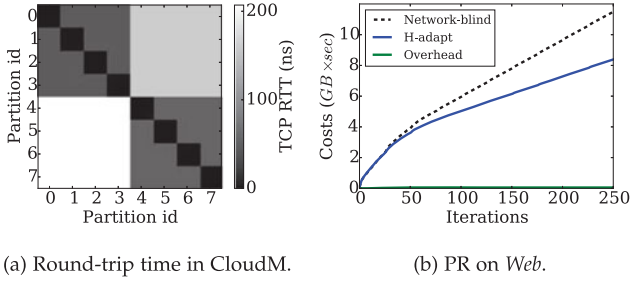 0
1
2
3
4
5
6
7
Partition id
0 1 2 3 4 5 6 7
Partition id
200
100
0
TCP RTT (ns)
Network-blind
H-adapt
Overhead
10
8
6
4
2
0
Costs (GB ×sec)
0 50 100 150 200 250
Iterations
(a) Round-trip time in CloudM.
(b) PR on Web.